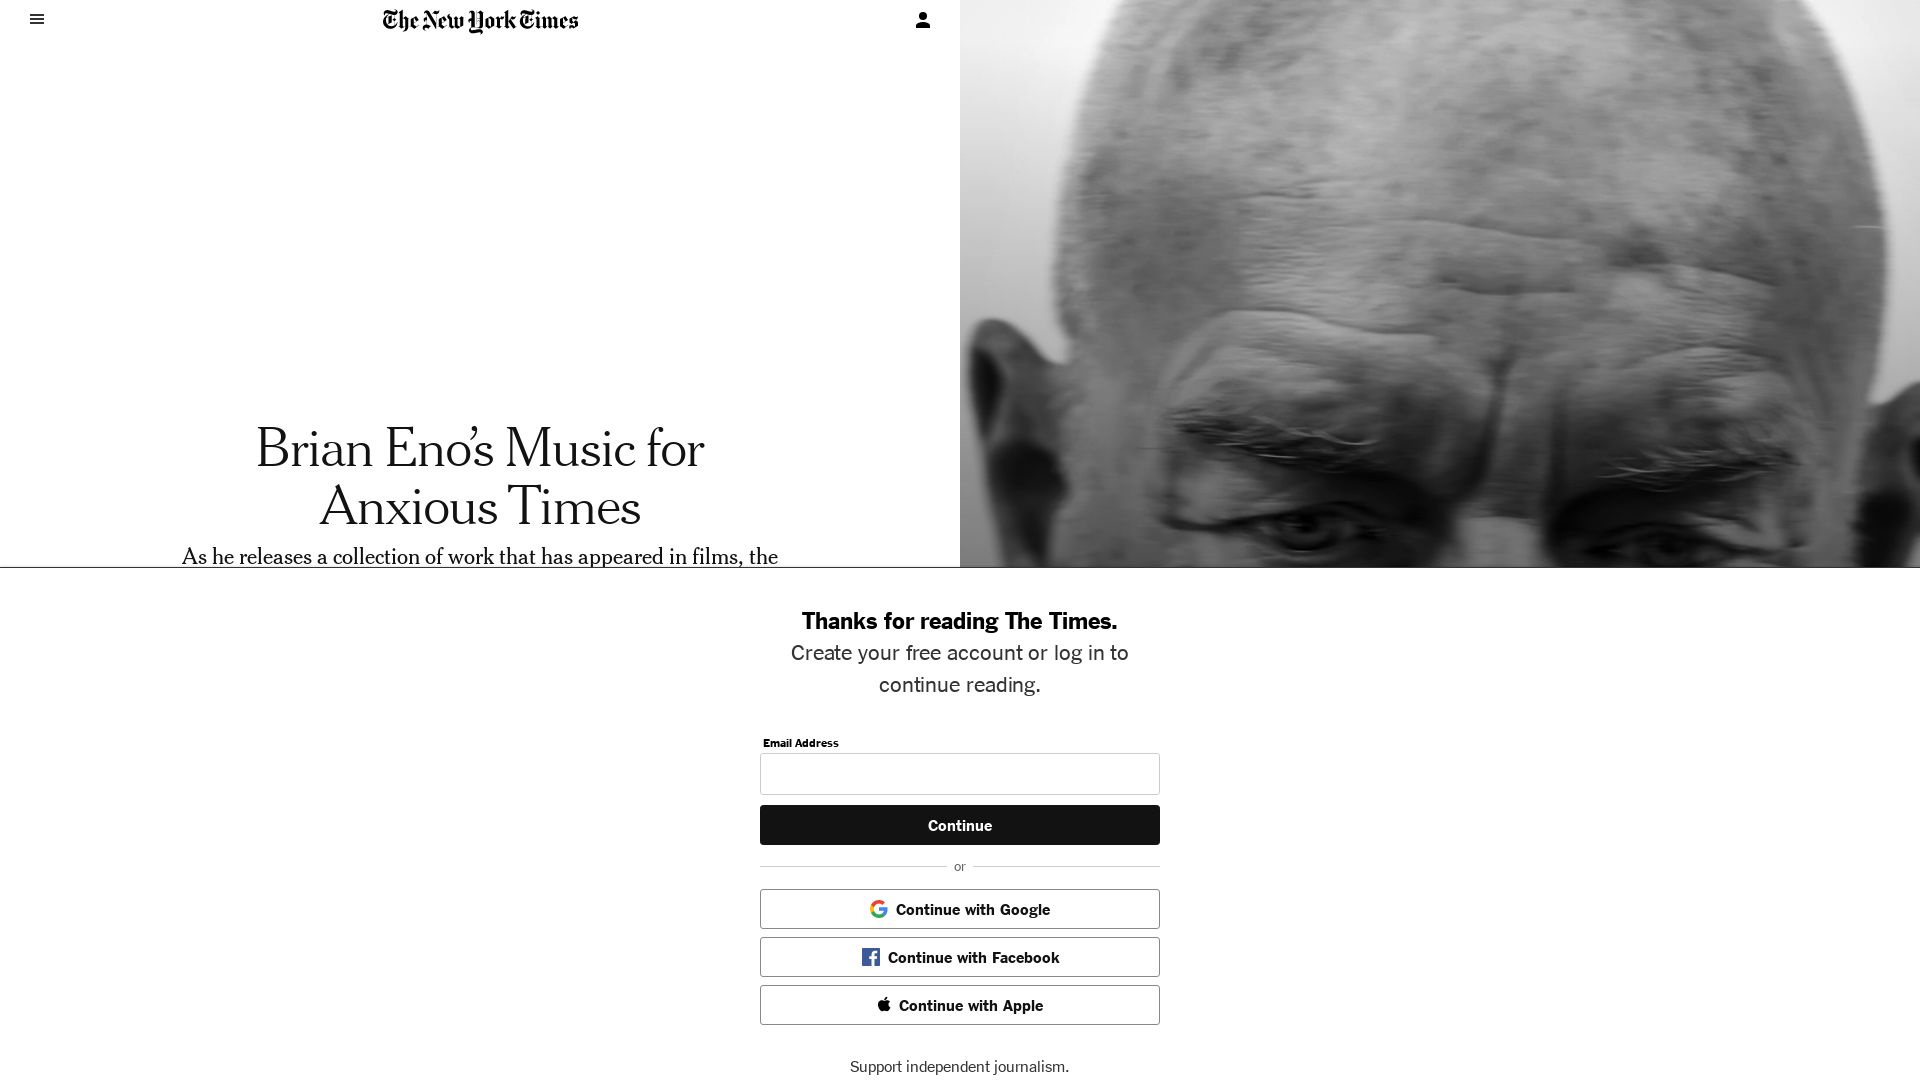 The New York Times
Brian Eno’s Music for
Anxious Times
As he releases a collection of work that has appeared in films, the
Thanks for reading The Times.
Create your free account or log in to
continue reading.
Email Address
Continue
or
Continue with Google
Continue with Facebook
Continue with Apple
Support independent journalism.